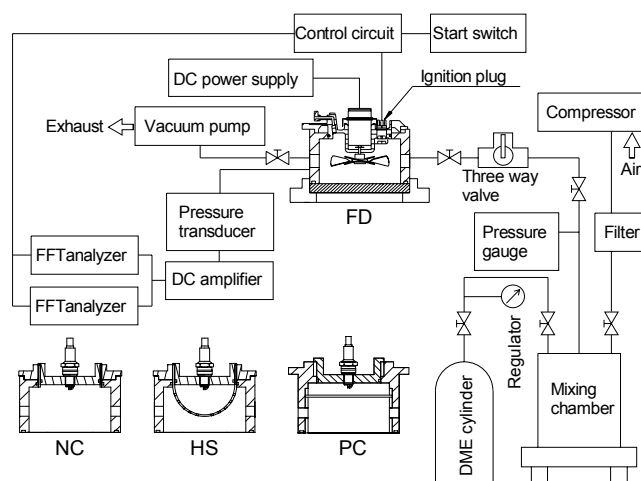 Control circuit
Start switch
DC power supply
Ignition plug
Compressor
Exhaust
Vacuum pump
Air
Three way
valve
FD
Pressure
transducer
Pressure
gauge
Filter
FFTanalyzer
DC amplifier
FFTanalyzer
Regulator
DME cylinder
Mixing
chamber
NC
HS
PC